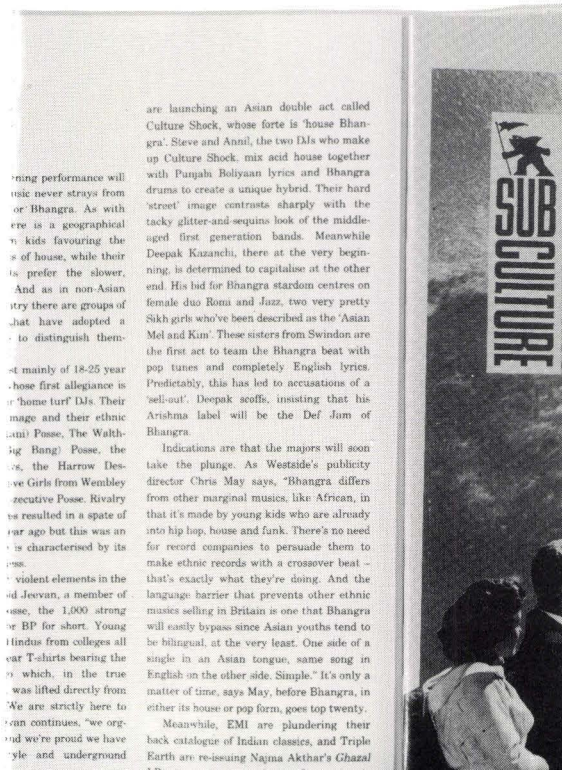 ning performance will
usic never strays from
or Bhangra. As with
ere is a geographical
kids favouring the
s of house, while their
prefer the slower,
And as in non-Asian
try there are groups of
hat have adopted a
to distinguish them-
st mainly of 18-25 year
hose first allegiance is
'home turf' DJs. Their
mage and their ethnic
ani) Posse, The Walth-
Big Bang) Posse, the
rs, the Harrow Des-
ve Girls from Wembley
xecutive Posse. Rivalry
es resulted in a spate of
ear ago but this was an
is characterised by its
ess.
violent elements in the
id Jeevan, a member of
osse, the 1,000 strong
or BP for short. Young
Hindus from colleges all
ear T-shirts bearing the
which, in the true
was lifted directly from
We are strictly here to
van continues, "we org-
nd we're proud we have
yle and underground
are launching an Asian double act called
Culture Shock, whose forte is 'house Bhan-
gra'. Steve and Annil, the two DJs who make
up Culture Shock, mix acid house together
with Punjabi Boliyaan lyrics and Bhangra
drums to create a unique hybrid. Their hard
'street' image contrasts sharply with the
tacky glitter-and-sequins look of the middle-
aged first generation bands. Meanwhile
Deepak Kazanchi, there at the very begin-
ning, is determined to capitalise at the other
end. His bid for Bhangra stardom centres on
female duo Romi and Jazz, two very pretty
Sikh girls who've been described as the 'Asian
Mel and Kim'. These sisters from Swindon are
the first act to team the Bhangra beat with
pop tunes and completely English lyrics.
Predictably, this has led to accusations of a
'sell-out'. Deepak scoffs, insisting that his
Arishma label will be the Def Jam of
Bhangra.
Indications are that the majors will soon
take the plunge. As Westside's publicity
director Chris May says, "Bhangra differs
from other marginal musics, like African, in
that it's made by young kids who are already
into hip hop, house and funk. There's no need
for record companies to persuade them to
make ethnic records with a crossover beat –
that's exactly what they're doing. And the
language barrier that prevents other ethnic
musics selling in Britain is one that Bhangra
will easily bypass since Asian youths tend to
be bilingual, at the very least. One side of a
single in an Asian tongue, same song in
English on the other side. Simple." It's only a
matter of time, says May, before Bhangra, in
either its house or pop form, goes top twenty.
Meanwhile, EMI are plundering their
back catalogue of Indian classics, and Triple
Earth are re-issuing Najma Akthar's Ghazal
SUB
CULTURE